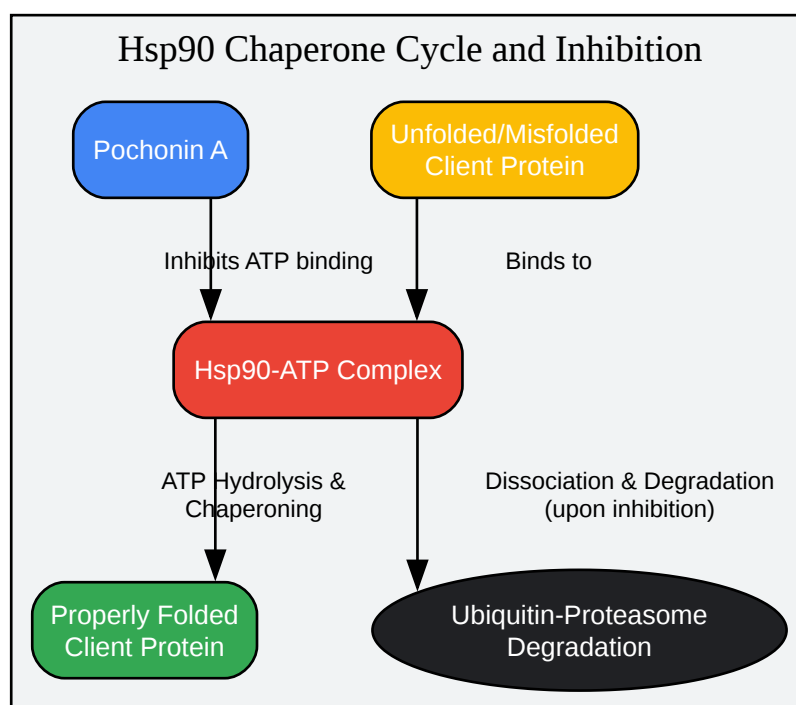 Hsp90 Chaperone Cycle and Inhibition
Pochonin A
Unfolded/Misfolded
Client Protein
Inhibits ATP binding
Binds to
Hsp90-ATP Complex
ATP Hydrolysis &
Chaperoning
Dissociation & Degradation
(upon inhibition)
Properly Folded
Client Protein
Ubiquitin-Proteasome
Degradation